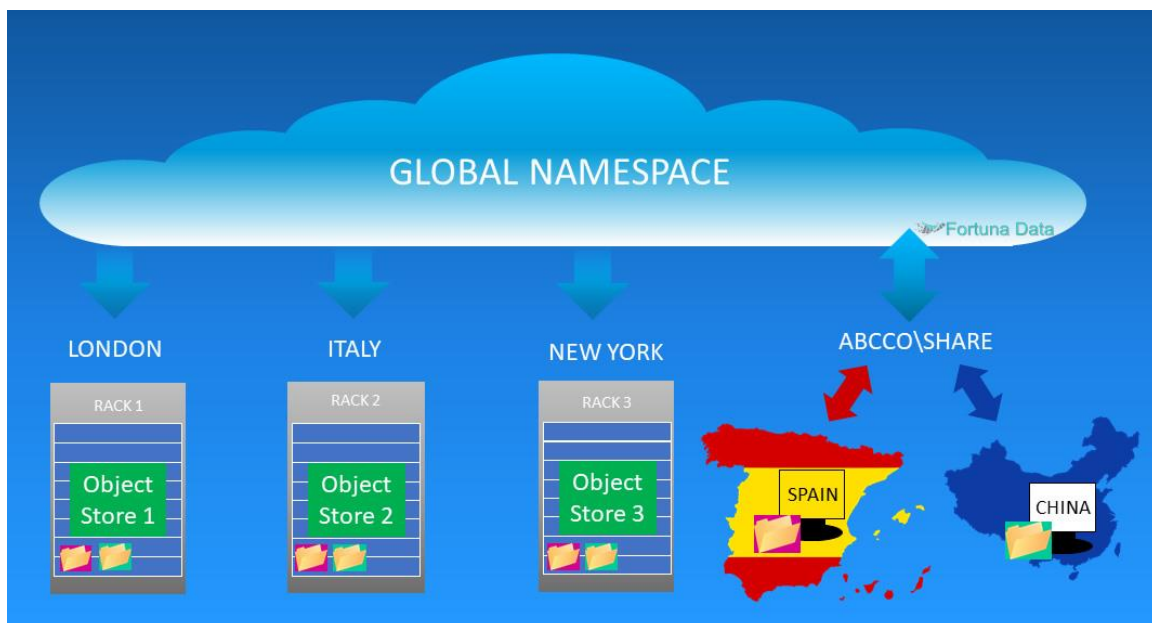 GLOBAL NAMESPACE
Fortuna Data
LONDON
ITALY
NEW YORK
ABCCO\SHARE
RACK 1
RACK 2
RACK 3
Object
Store 1
Object
Store 2
Object
Store 3
SPAIN
CHINA